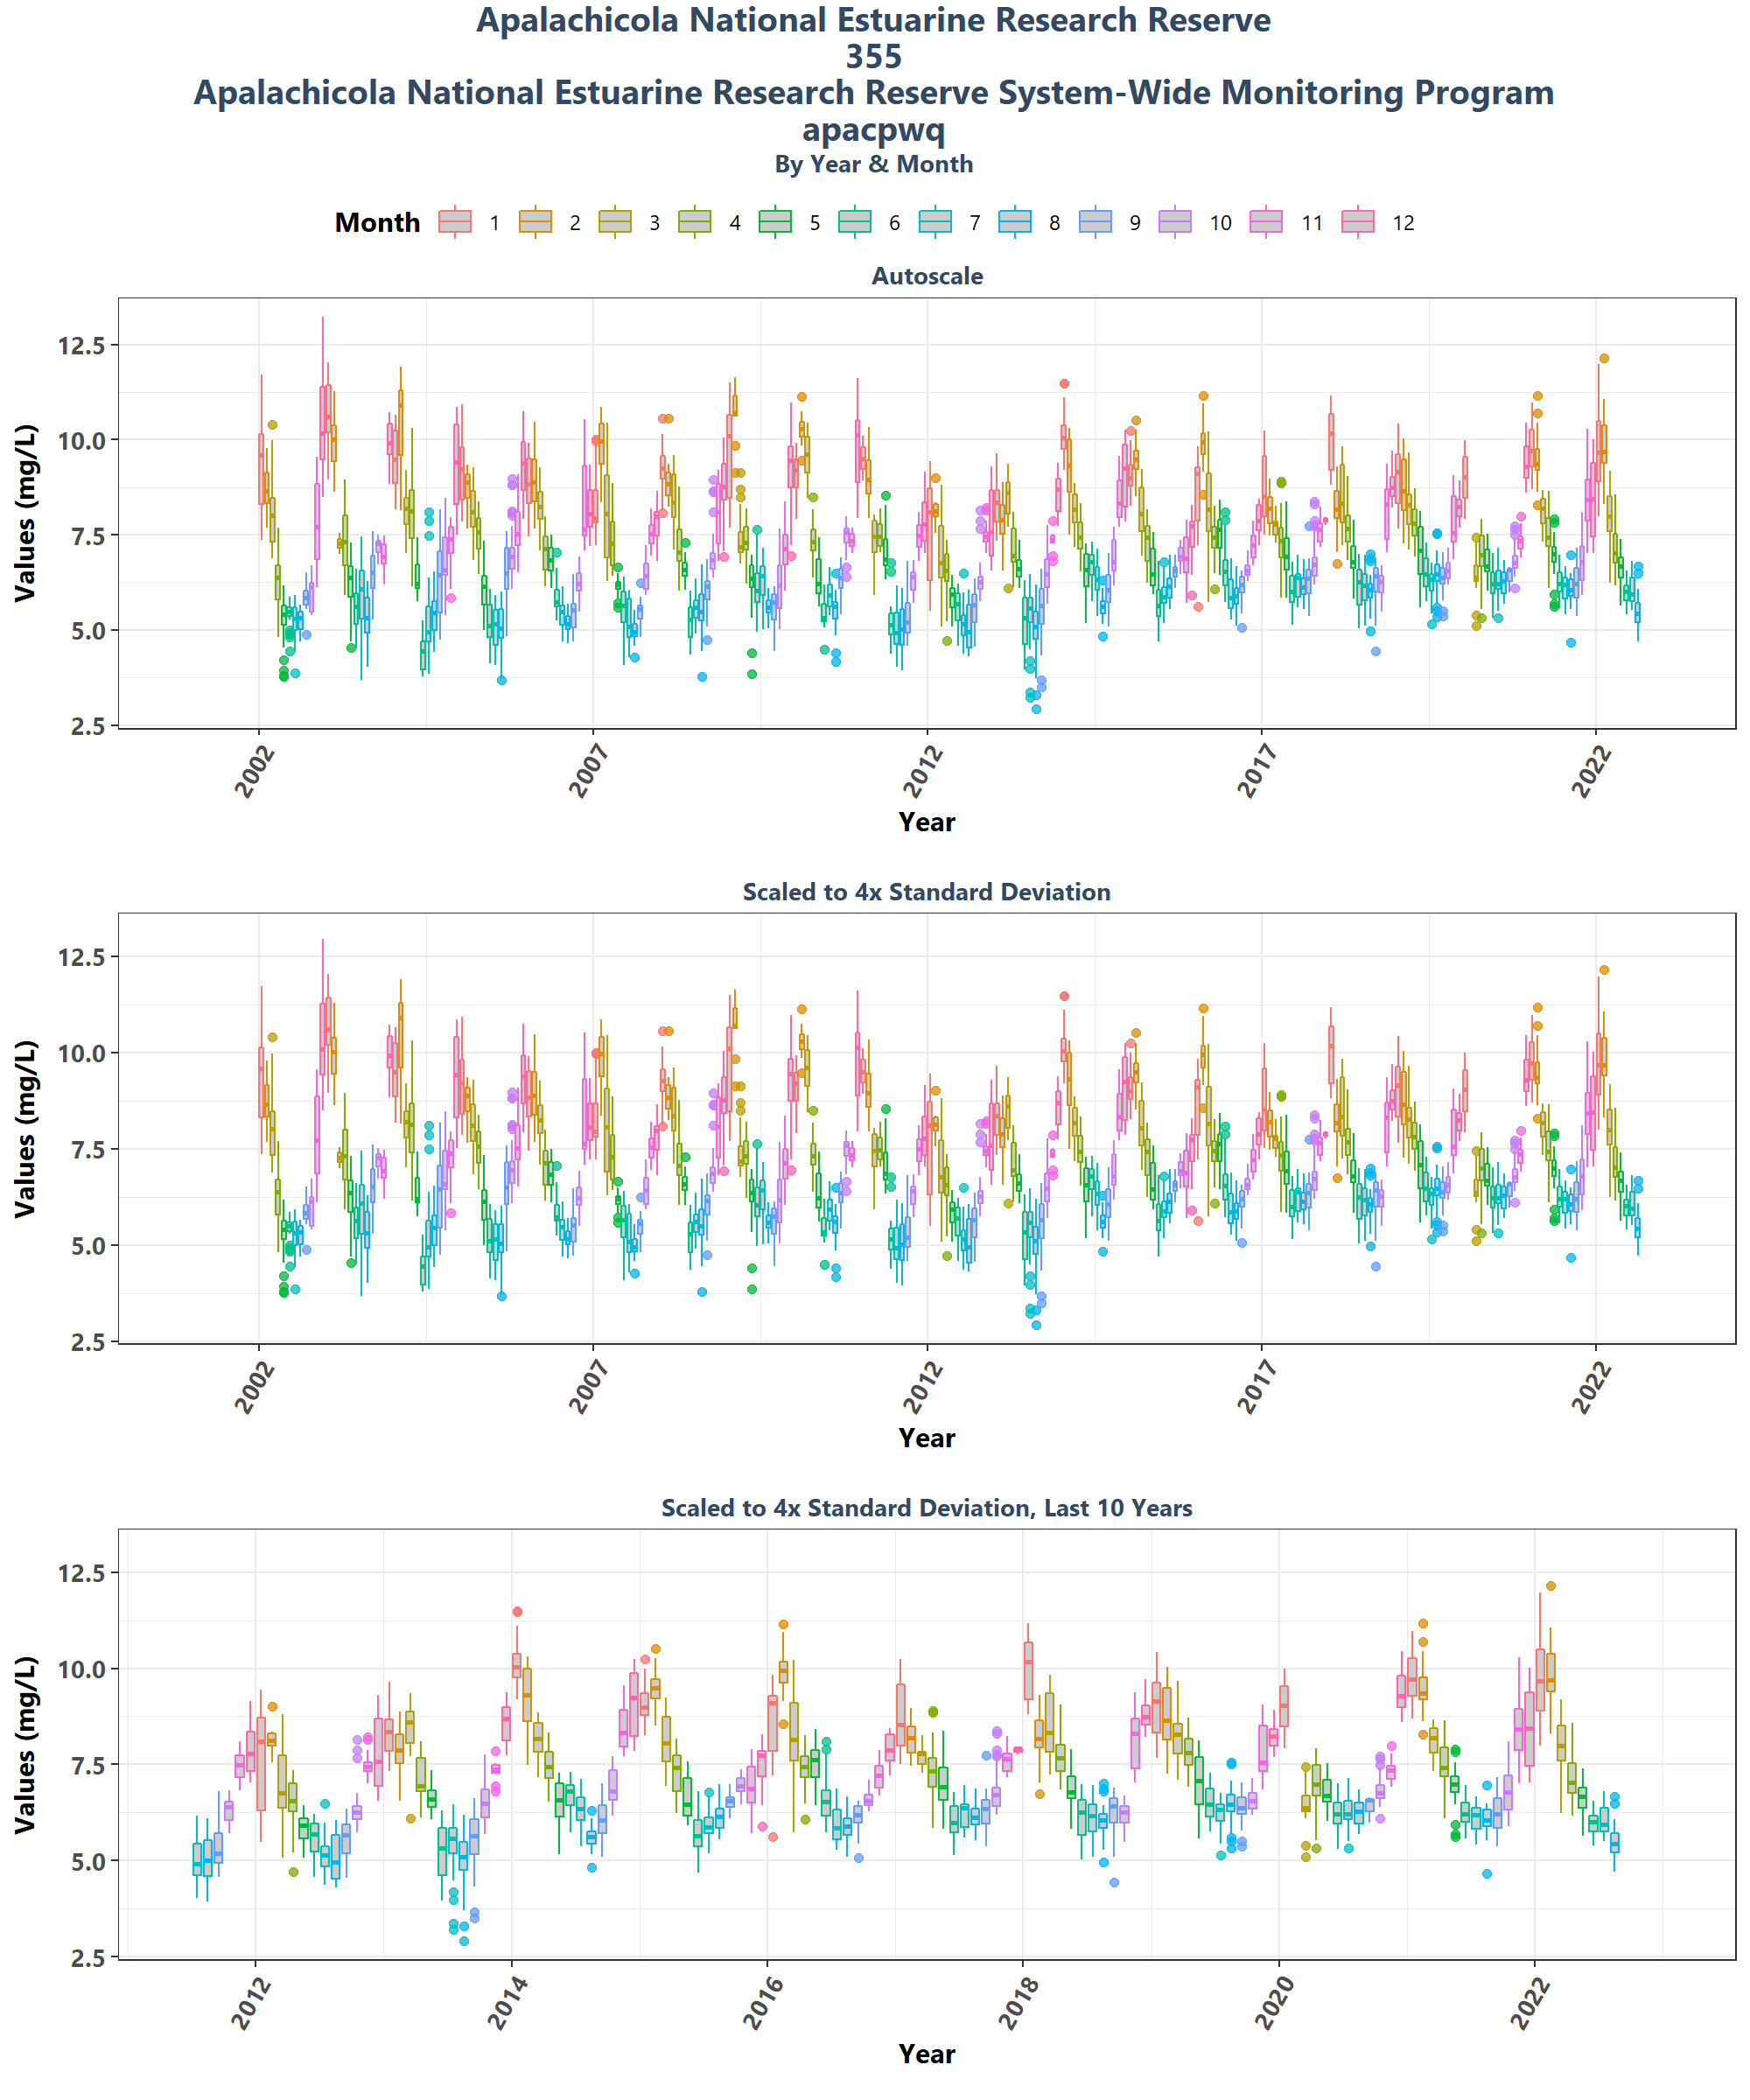 Apalachicola National Estuarine Research Reserve
355
Apalachicola National Estuarine Research Reserve System-Wide Monitoring Program
apacpwq
By Year & Month
Month 1 2 3 4 5 6 7 8 9 10 11 12
Autoscale
Values (mg/L)
12.5
10.0
7.5
5.0
2.5
2002 2007 2012 2017 2022
Year
Scaled to 4x Standard Deviation
Values (mg/L)
12.5
10.0
7.5
5.0
2.5
2002 2007 2012 2017 2022
Year
Scaled to 4x Standard Deviation, Last 10 Years
Values (mg/L)
12.5
10.0
7.5
5.0
2.5
2012 2014 2016 2018 2020 2022
Year